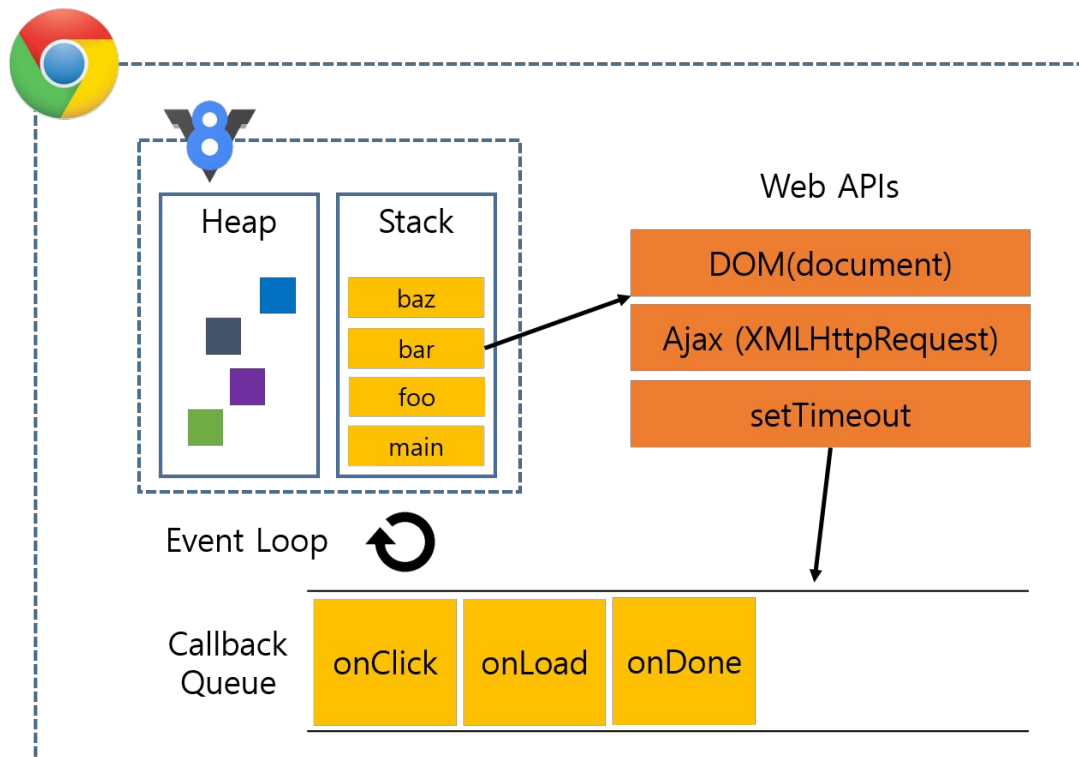 Heap
Stack
baz
bar
foo
main
Web APIs
DOM(document)
Ajax (XMLHttpRequest)
setTimeout
Event Loop
Callback
Queue
onClick
onLoad
onDone